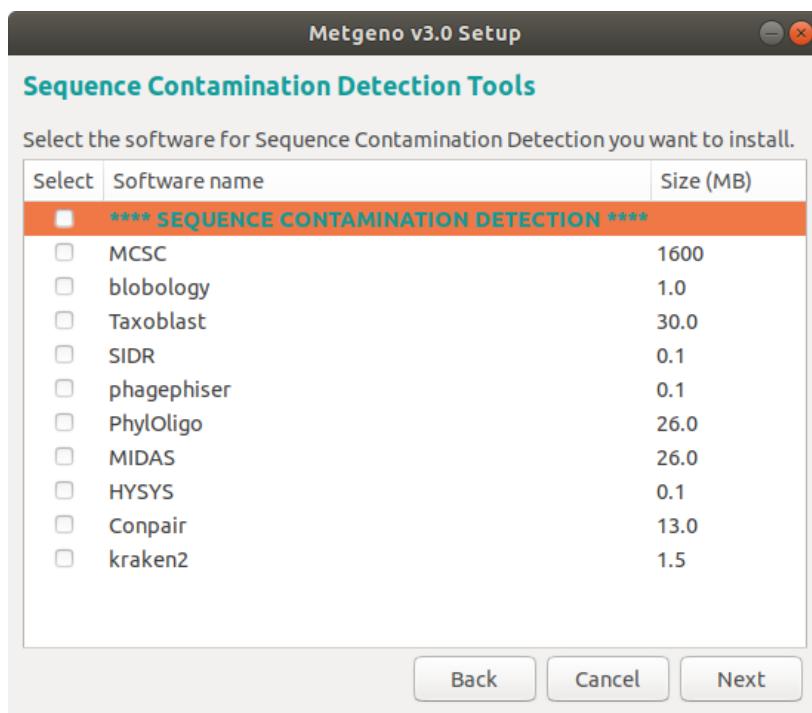 Metgeno v3.0 Setup
Sequence Contamination Detection Tools
Select the software for Sequence Contamination Detection you want to install.
Select Software name Size (MB)
**** SEQUENCE CONTAMINATION DETECTION ****
MCSC 1600
blobology 1.0
Taxoblast 30.0
SIDR 0.1
phagephiser 0.1
PhylOligo 26.0
MIDAS 26.0
HYSYS 0.1
Conpair 13.0
kraken2 1.5
Back Cancel Next